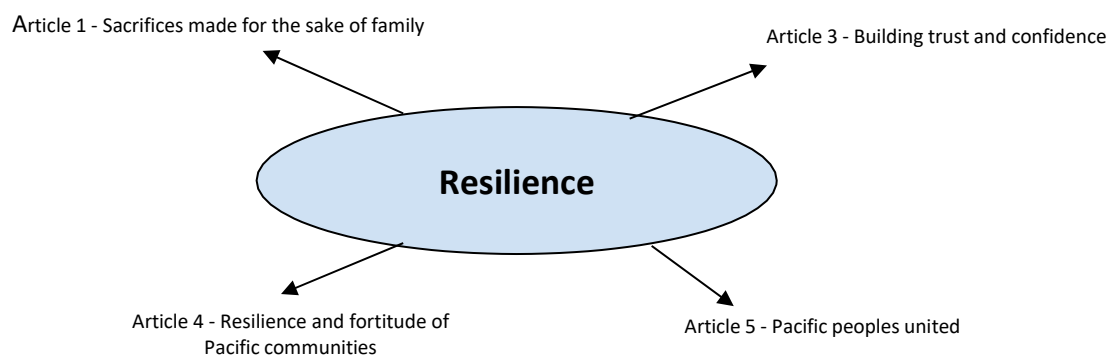 Article 1 - Sacrifices made for the sake of family
Article 3 - Building trust and confidence
Resilience
Article 4 - Resilience and fortitude of
Pacific communities
Article 5 - Pacific peoples united